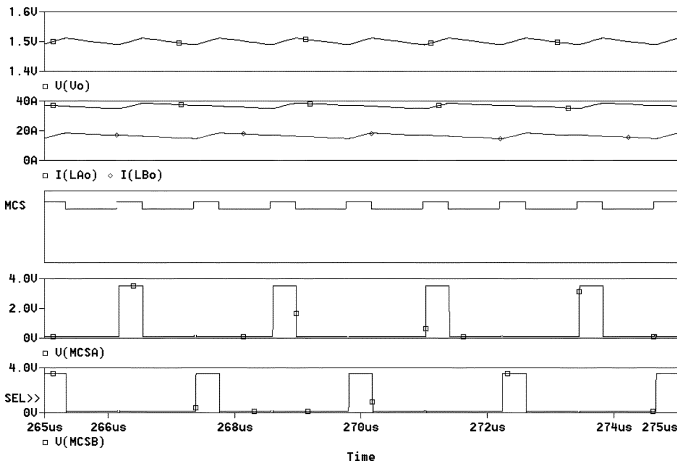 1.6V
1.5V
1.4V
V(Vo)
40A
20A
0A
I(LAo) I(LBo)
MCS
4.0V
2.0V
0V
V(MCSA)
4.0V
SEL>>
0V
265us 266us 268us 270us 272us 274us 275us
V(MCSB)
Time